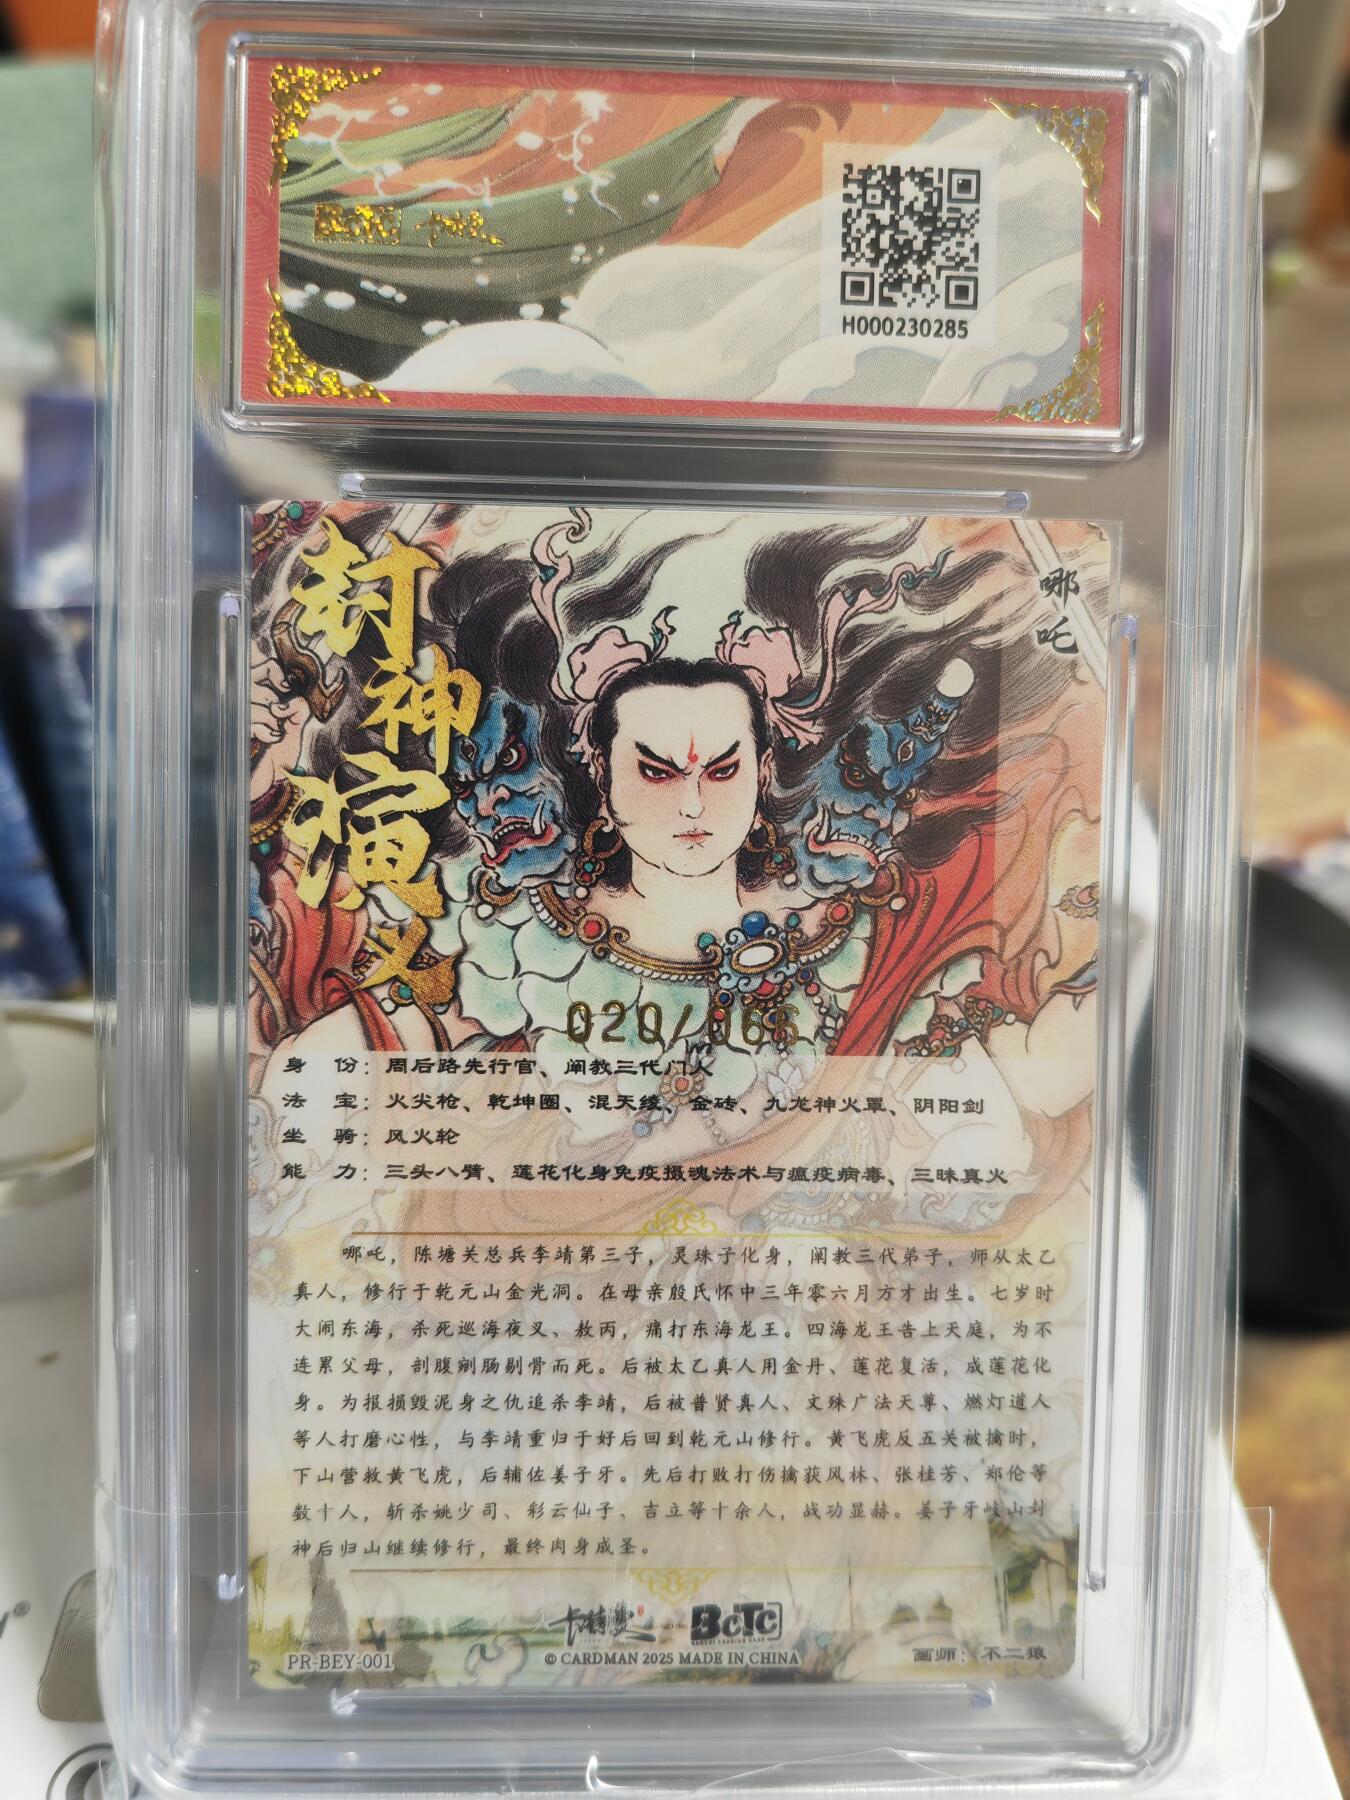 BCTC 卡特曼
H000230285
封神演义
哪吒
020/066
身 份：周后路先行官、阐教三代门人
法 宝：火尖枪、乾坤圈、混天绫、金砖、九龙神火罩、阴阳剑
坐 骑：风火轮
能 力：三头八臂、莲花化身免疫摄魂法术与瘟疫病毒、三昧真火
哪吒，陈塘关总兵李靖第三子，灵珠子化身，阐教三代弟子，师从太乙
真人，修行于乾元山金光洞。在母亲殷氏怀中三年零六月方才出生。七岁时
大闹东海，杀死巡海夜叉、敖丙，痛打东海龙王。四海龙王告上天庭，为不
连累父母，剖腹剜肠剔骨而死。后被太乙真人用金丹、莲花复活，成莲花化
身。为报损毁泥身之仇追杀李靖，后被普贤真人、文殊广法天尊、燃灯道人
等人打磨心性，与李靖重归于好后回到乾元山修行。黄飞虎反五关被擒时，
下山营救黄飞虎，后辅佐姜子牙。先后打败打伤擒获风林、张桂芳、郑伦等
数十人，斩杀姚少司、彩云仙子、吉立等十余人，战功显赫。姜子牙岐山封
神后归山继续修行，最终肉身成圣。
卡特曼 BCTC
PR-BEY-001 © CARDMAN 2025 MADE IN CHINA 画师：不二狼